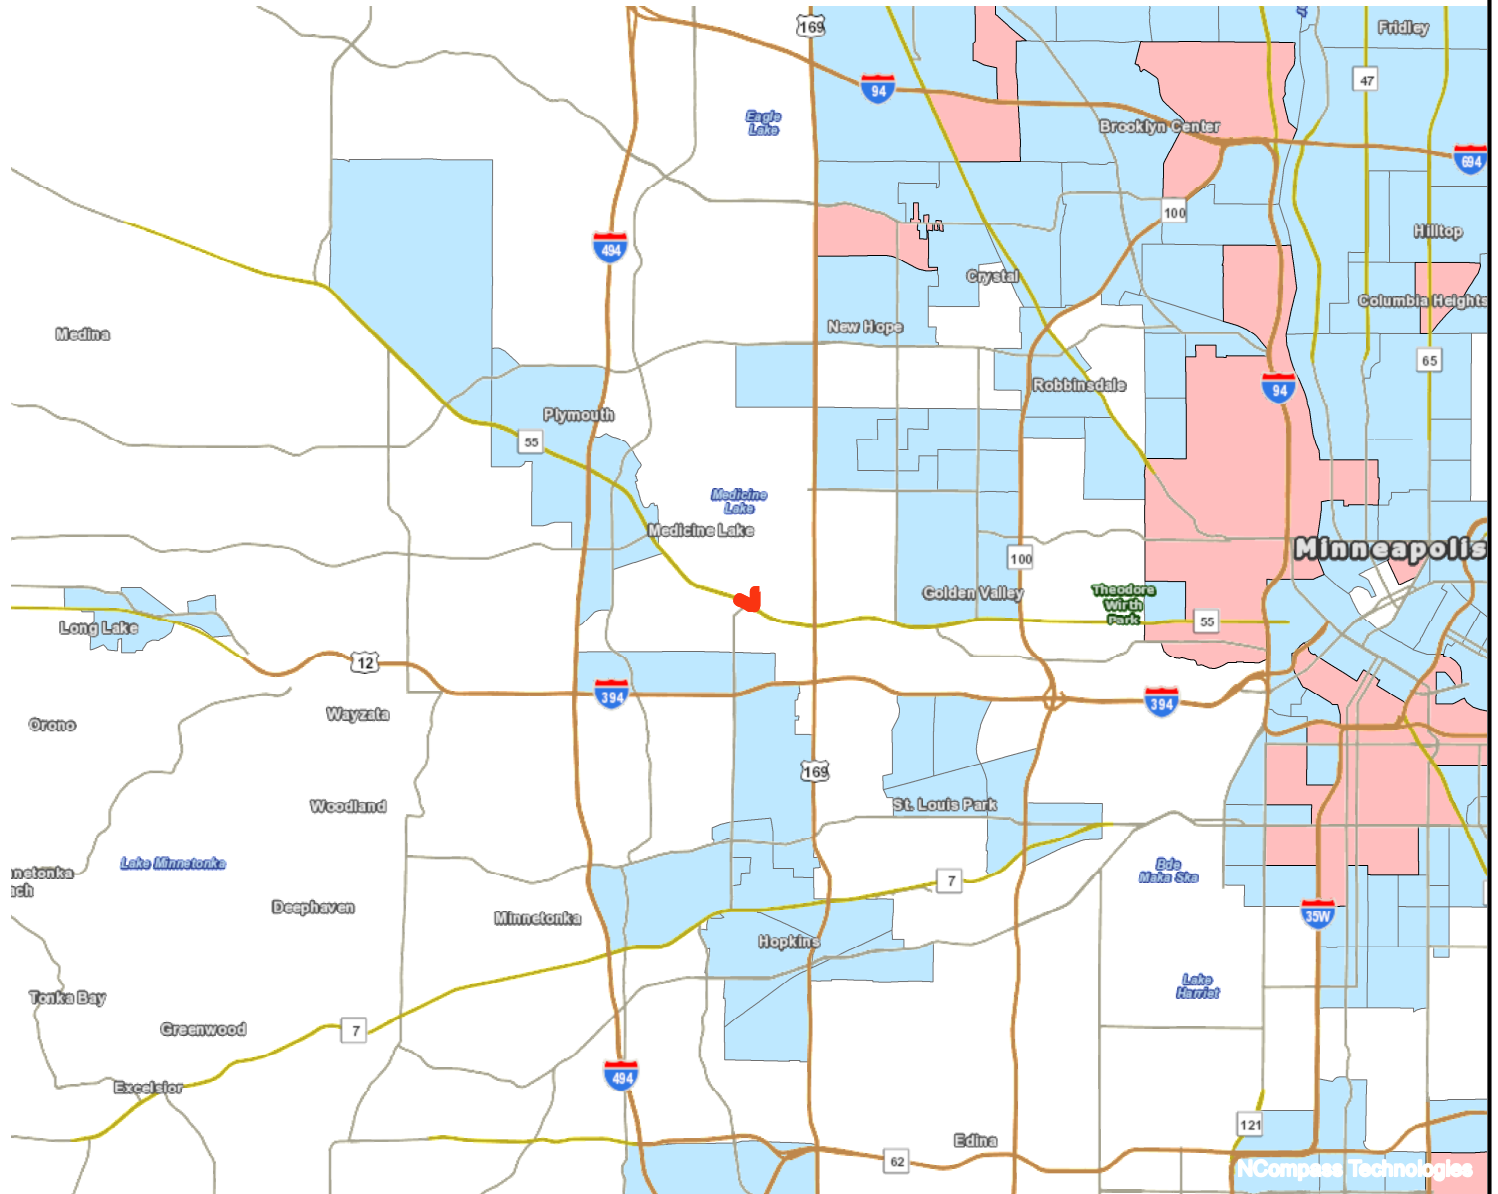 169
Fridley
47
94
Eagle
Lake
Brooklyn Center
694
100
Hilltop
494
Crystal
Columbia Heights
New Hope
Medina
65
Robbinsdale
94
Plymouth
55
Medicine
Lake
Medicine Lake
Minneapolis
100
Golden Valley
Theodore
Wirth
Park
55
Long Lake
12
394
394
Orono
Wayzata
169
St. Louis Park
Woodland
Lake Minnetonka
nnetonka
ach
Bde
Maka Ska
7
Deephaven
Minnetonka
35W
Hopkins
Lake
Harriet
Tonka Bay
Greenwood
7
494
Excelsior
121
Edina
62
NCompass Technologies